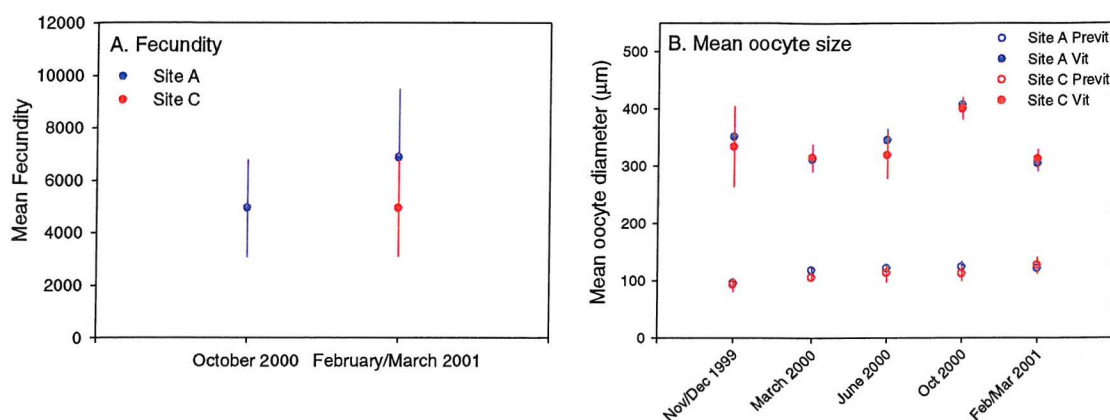 A. Fecundity
Site A
Site C
Mean Fecundity
12000
10000
8000
6000
4000
2000
0
October 2000
February/March 2001
B. Mean oocyte size
Site A Previt
Site A Vit
Site C Previt
Site C Vit
Mean oocyte diameter (μm)
500
400
300
200
100
0
Nov/Dec 1999
March 2000
June 2000
Oct 2000
Feb/Mar 2001